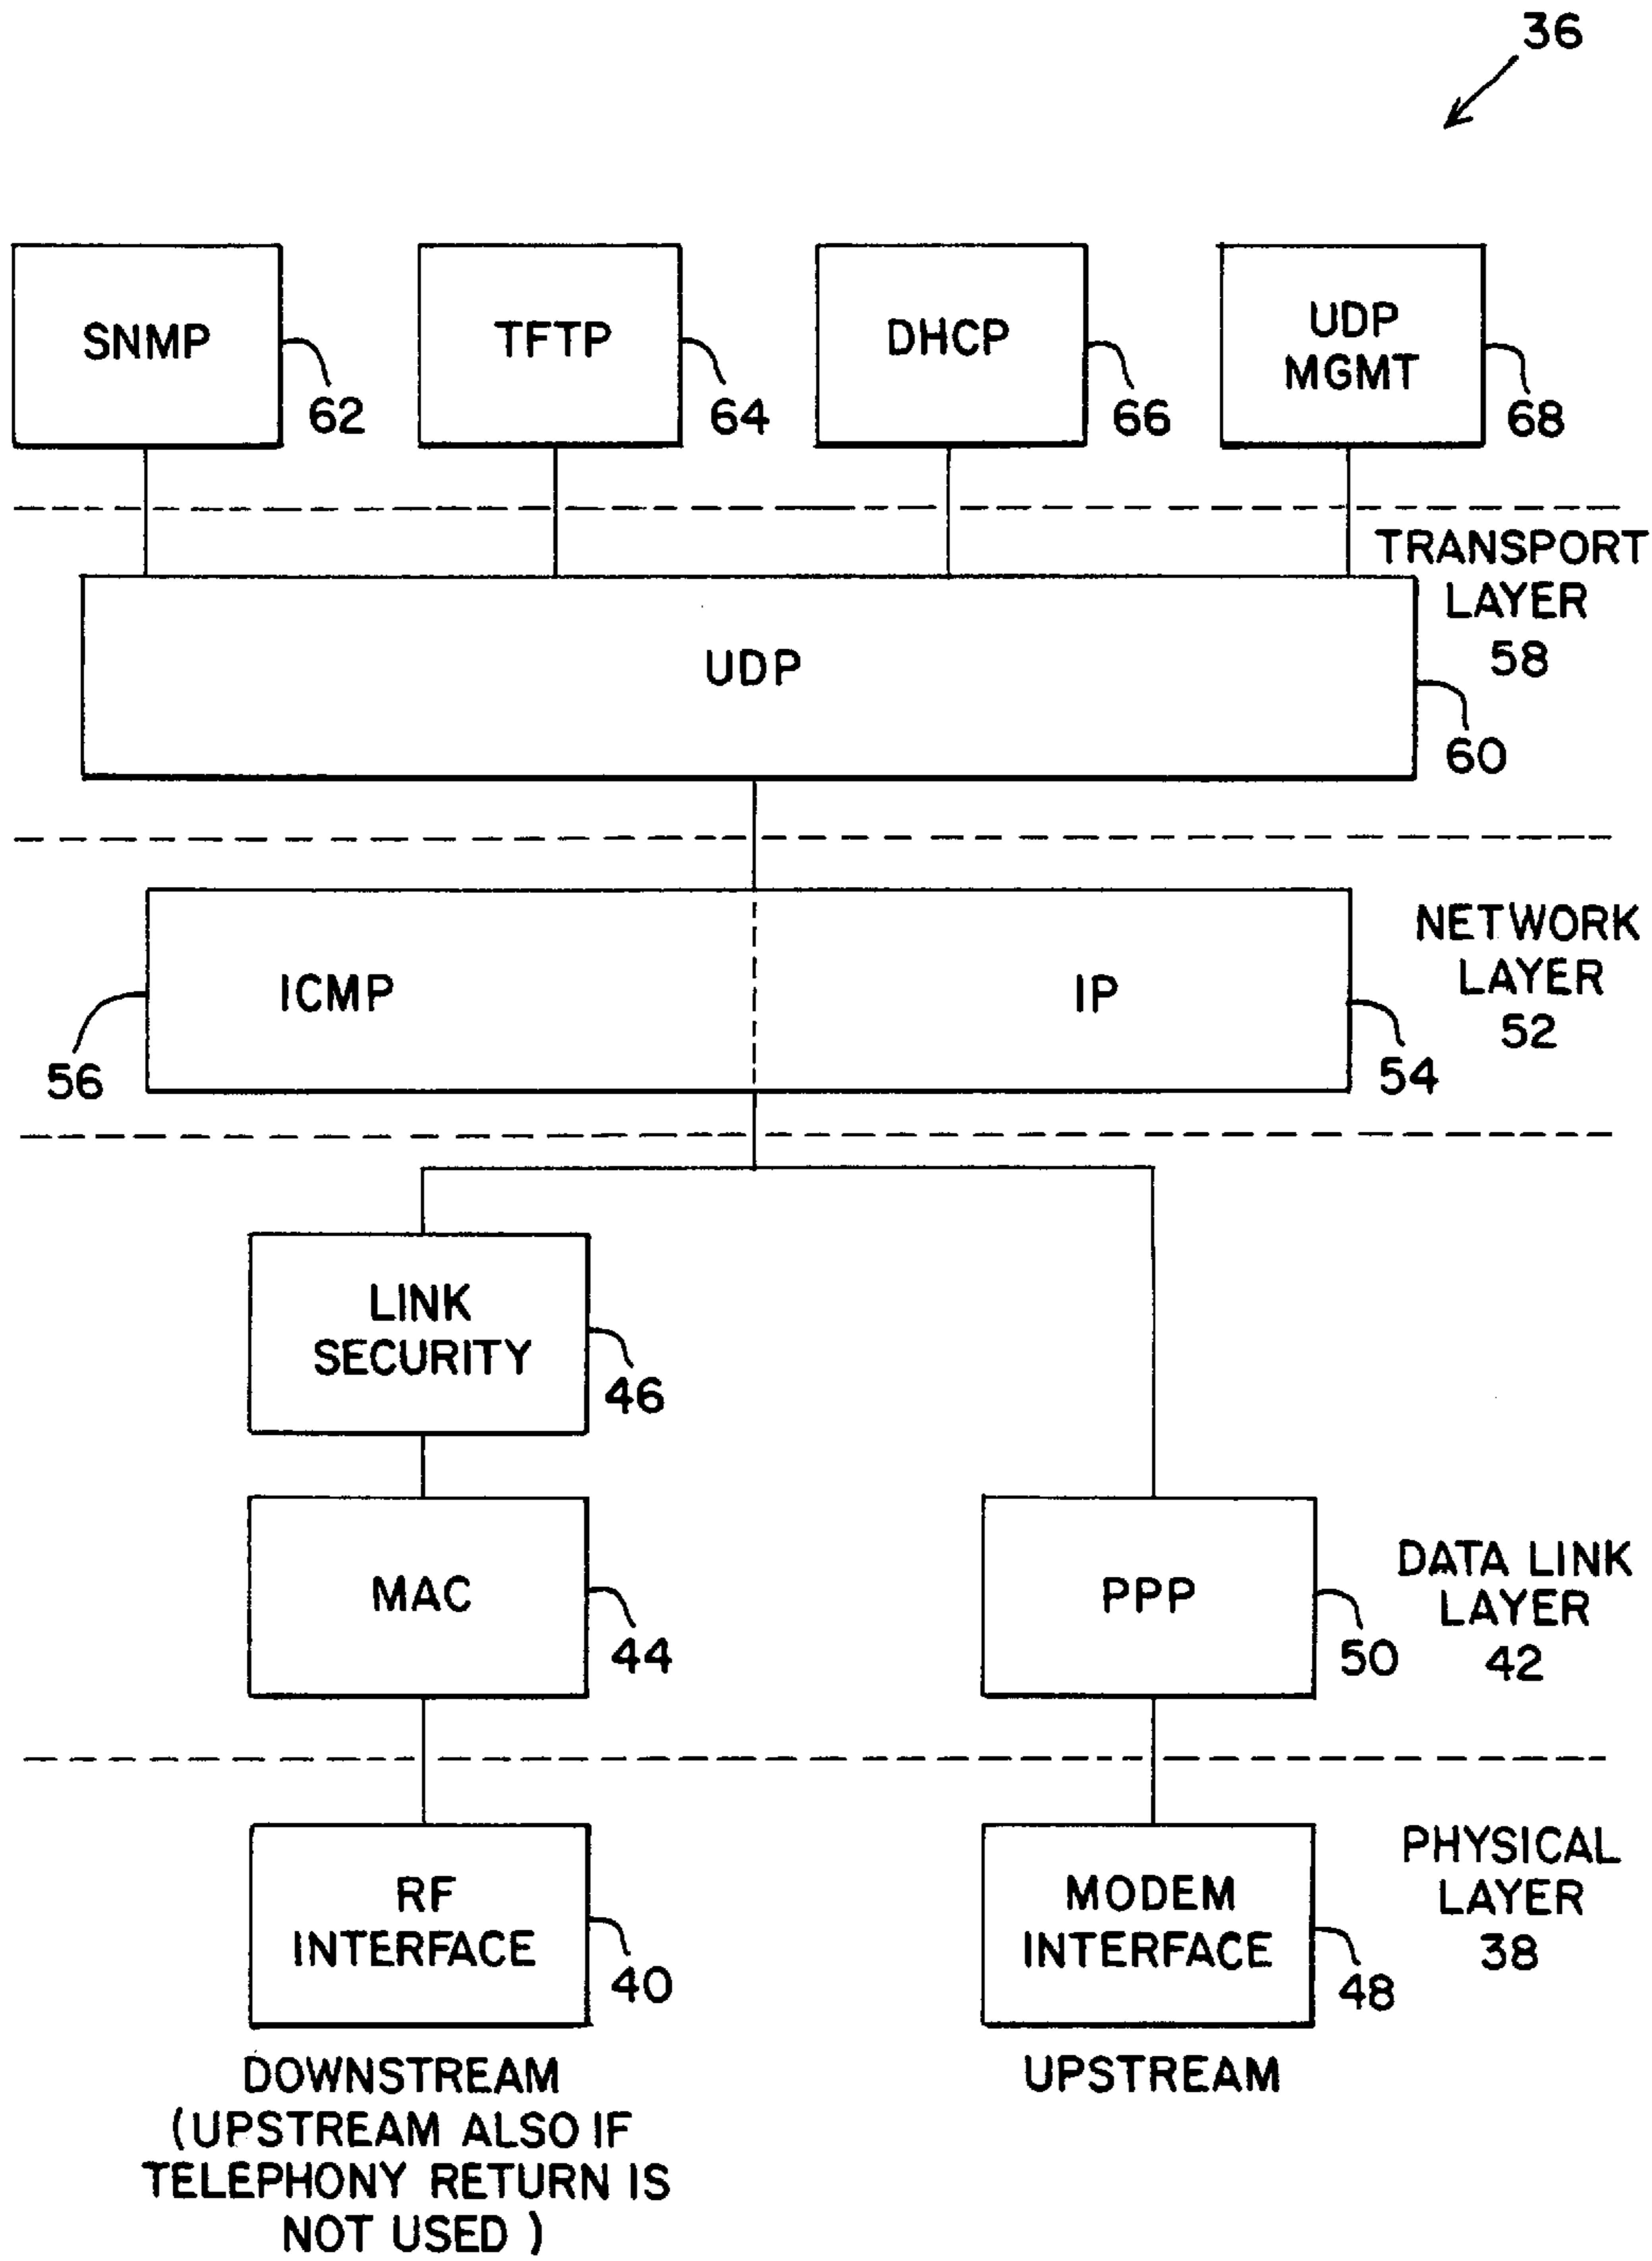 36
SNMP
62
TFTP
64
DHCP
66
UDP
MGMT
68
TRANSPORT
LAYER
58
UDP
60
NETWORK
LAYER
52
ICMP
56
IP
54
LINK
SECURITY
46
MAC
44
PPP
50
DATA LINK
LAYER
42
RF
INTERFACE
40
MODEM
INTERFACE
48
PHYSICAL
LAYER
38
DOWNSTREAM
(UPSTREAM ALSO IF
TELEPHONY RETURN IS
NOT USED )
UPSTREAM